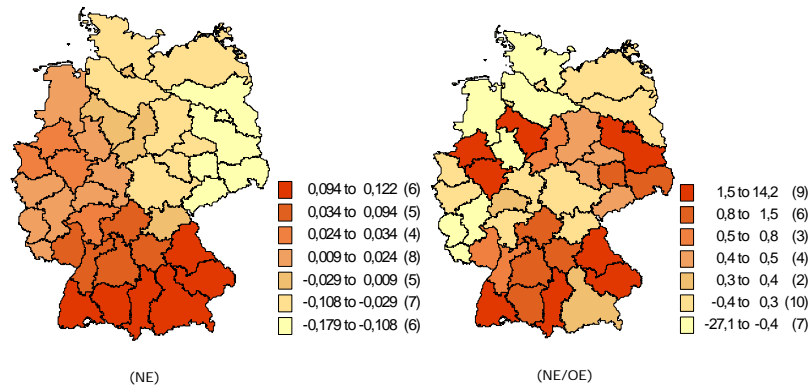 0,094 to 0,122 (6)
0,034 to 0,094 (5)
0,024 to 0,034 (4)
0,009 to 0,024 (8)
-0,029 to 0,009 (5)
-0,108 to -0,029 (7)
-0,179 to -0,108 (6)
(NE)
1,5 to 14,2 (9)
0,8 to 1,5 (6)
0,5 to 0,8 (3)
0,4 to 0,5 (4)
0,3 to 0,4 (2)
-0,4 to 0,3 (10)
-27,1 to -0,4 (7)
(NE/OE)